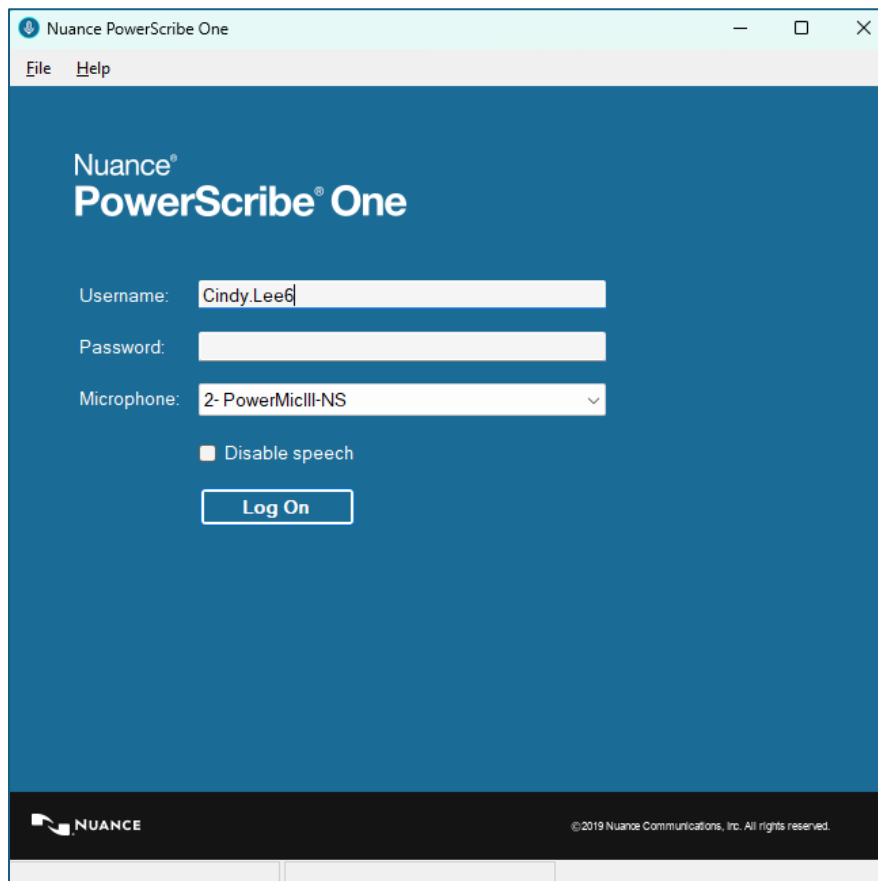 Nuance PowerScribe One
File Help
Nuance®
PowerScribe® One
Username: Cindy.Lee6
Password:
Microphone: 2- PowerMicIII-NS
Disable speech
Log On
NUANCE ©2019 Nuance Communications, Inc. All rights reserved.